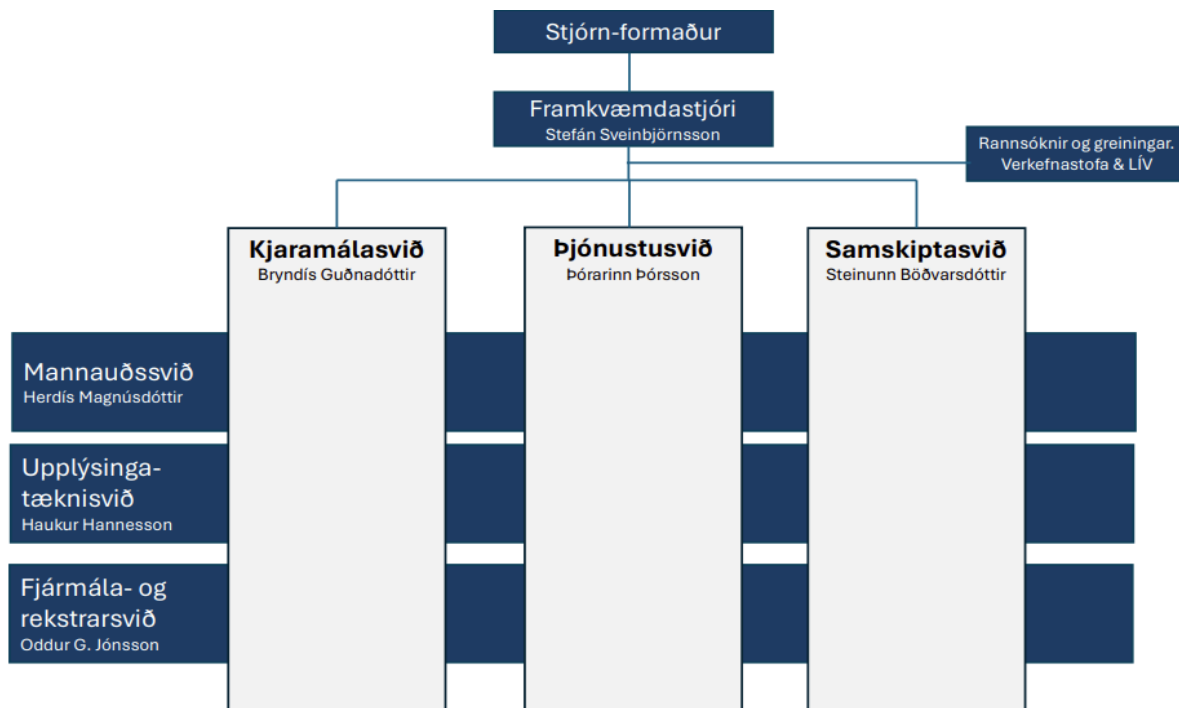 Stjórn-formaður
Framkvæmdastjóri
Stefán Sveinbjörnsson
Rannsóknir og greiningar.
Verkefnastofa & LÍV
Kjaramálasvið
Bryndís Guðnadóttir
Þjónustusvið
Þórarinn Þórsson
Samskiptasvið
Steinunn Böðvarsdóttir
Mannauðssvið
Herdís Magnúsdóttir
Upplýsinga-
tæknisvið
Haukur Hannesson
Fjármála- og
rekstrarsvið
Oddur G. Jónsson